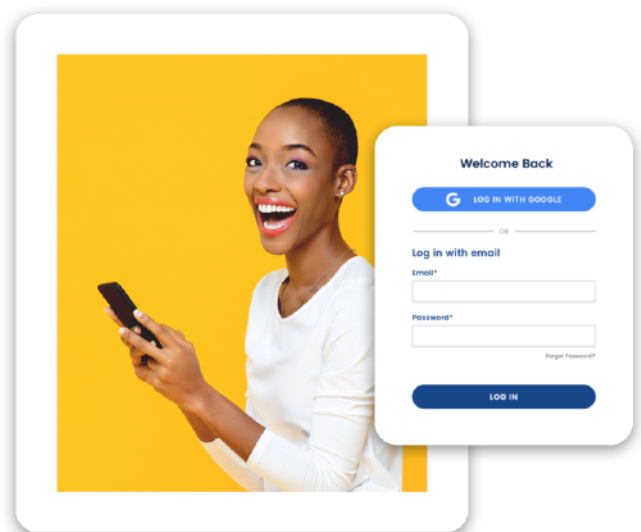 Welcome Back
G LOG IN WITH GOOGLE
OR
Log in with email
Email*
Password*
Forgot Password?
LOG IN